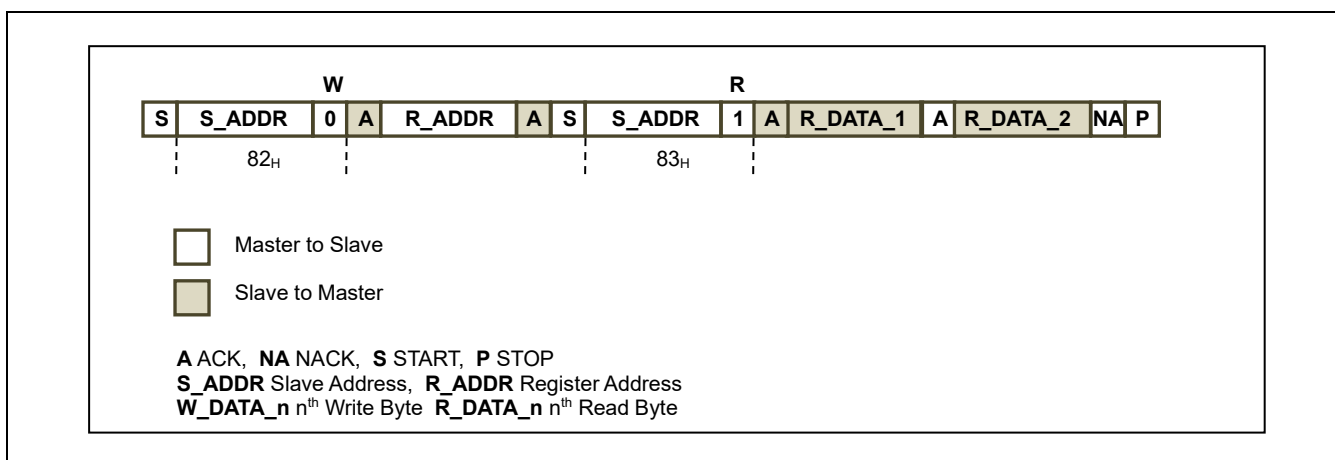 W R
S S_ADDR 0 A R_ADDR A S S_ADDR 1 A R_DATA_1 A R_DATA_2 NA P
82H 83H
Master to Slave
Slave to Master
A ACK, NA NACK, S START, P STOP
S_ADDR Slave Address, R_ADDR Register Address
W_DATA_n nth Write Byte R_DATA_n nth Read Byte